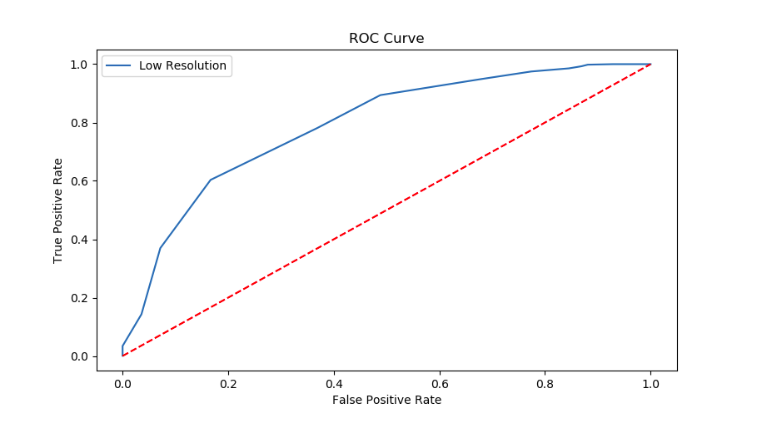 ROC Curve
Low Resolution
True Positive Rate
1.0
0.8
0.6
0.4
0.2
0.0
0.0 0.2 0.4 0.6 0.8 1.0
False Positive Rate